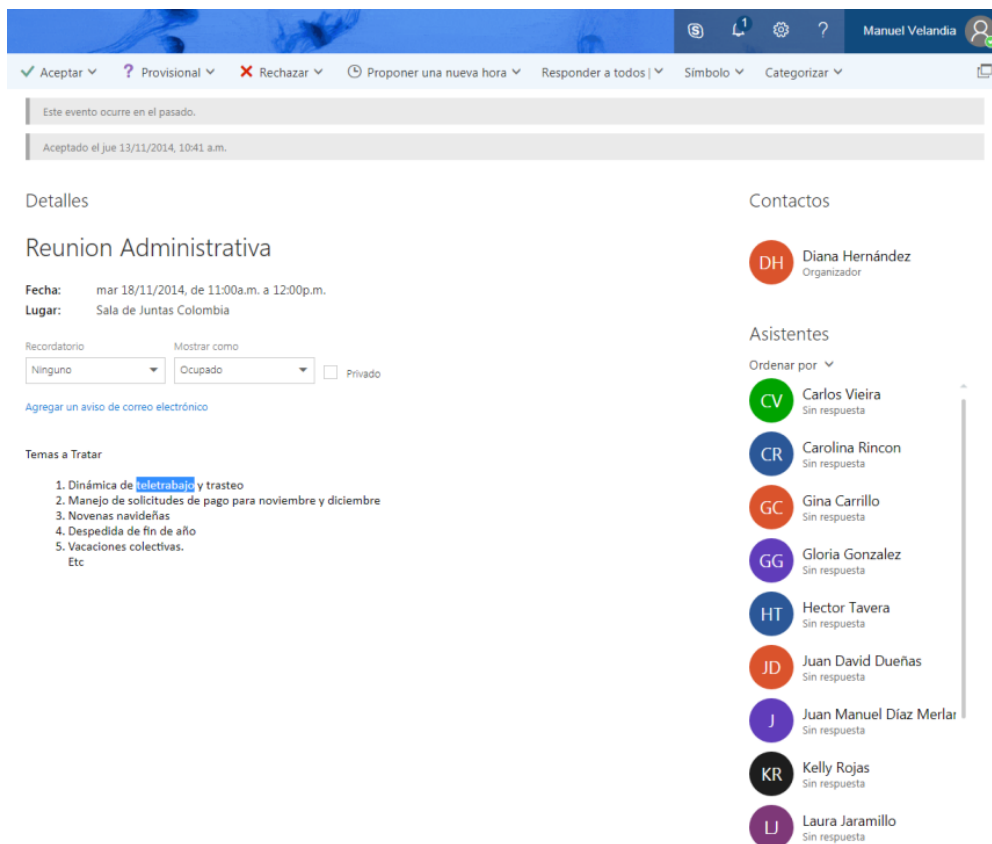 1
?
Manuel Velandia
Aceptar
? Provisional
Rechazar
Proponer una nueva hora
Responder a todos |
Símbolo
Categorizar
Este evento ocurre en el pasado.
Aceptado el jue 13/11/2014, 10:41 a.m.
Detalles
Reunion Administrativa
Fecha: mar 18/11/2014, de 11:00a.m. a 12:00p.m.
Lugar: Sala de Juntas Colombia
Recordatorio
Mostrar como
Ninguno
Ocupado
Privado
Agregar un aviso de correo electrónico
Temas a Tratar
1. Dinámica de teletrabajo y trasteo
2. Manejo de solicitudes de pago para noviembre y diciembre
3. Novenas navideñas
4. Despedida de fin de año
5. Vacaciones colectivas.
Etc
Contactos
DH
Diana Hernández
Organizador
Asistentes
Ordenar por
CV
Carlos Vieira
Sin respuesta
CR
Carolina Rincon
Sin respuesta
GC
Gina Carrillo
Sin respuesta
GG
Gloria Gonzalez
Sin respuesta
HT
Hector Tavera
Sin respuesta
JD
Juan David Dueñas
Sin respuesta
J
Juan Manuel Díaz Merlar
Sin respuesta
KR
Kelly Rojas
Sin respuesta
LJ
Laura Jaramillo
Sin respuesta